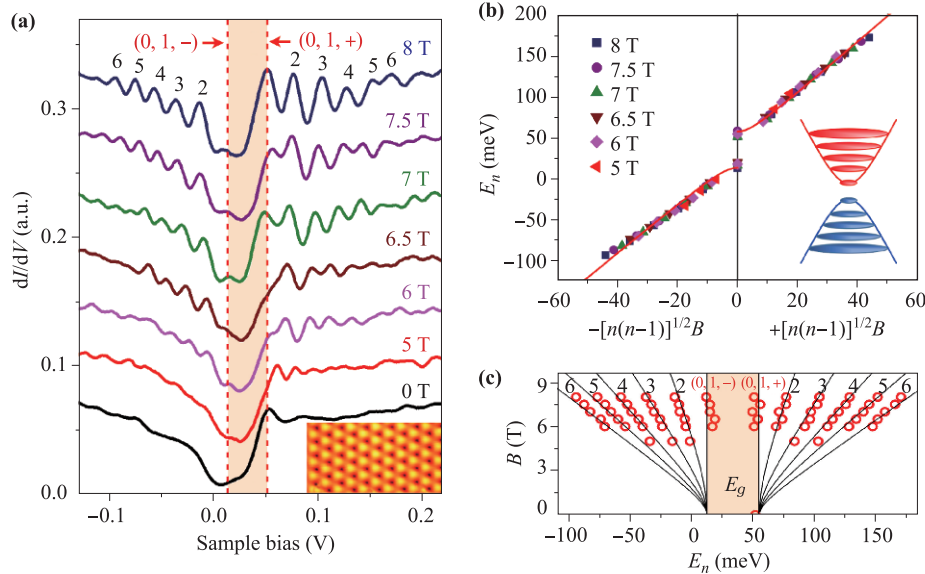 (a)
(0, 1, −)
(0, 1, +)
8 T
6 5 4 3 2
2 3 4 5 6
7.5 T
7 T
6.5 T
6 T
5 T
0 T
0.3
0.2
0.1
0.0
dI/dV (a.u.)
−0.1 0.0 0.1 0.2
Sample bias (V)
(b)
150
100
50
0
−50
−100
Eₙ (meV)
8 T
7.5 T
7 T
6.5 T
6 T
5 T
−60 −40 −20 0 20 40 60
−[n(n−1)]^{1/2}B +[n(n−1)]^{1/2}B
(c)
9
6
3
0
B (T)
6 5 4 3 2 (0, 1, −) (0, 1, +) 2 3 4 5 6
E_g
−100 −50 0 50 100 150
Eₙ (meV)